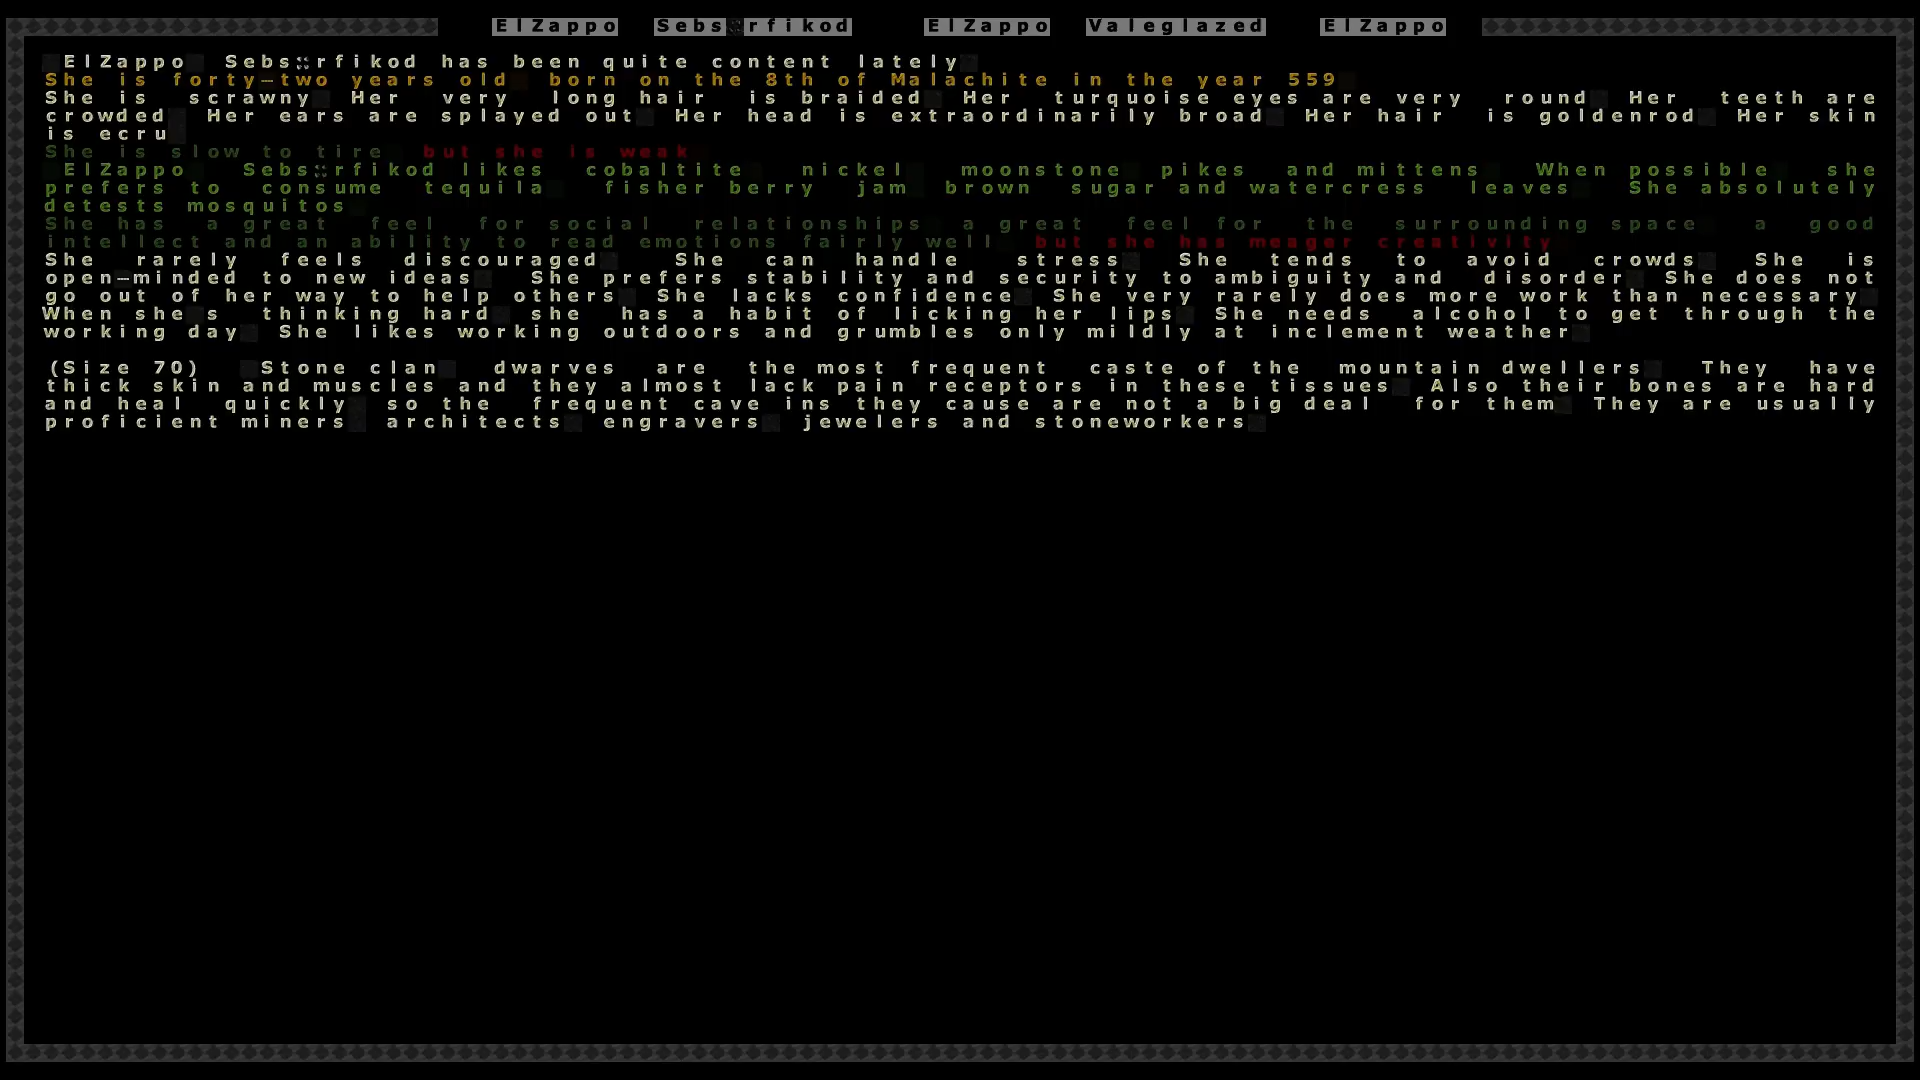 ElZappo Sebs rfikod ElZappo Valeglazed ElZappo
ElZappo Sebs::rfikod has been quite content lately
She is forty-two years old born on the 8th of Malachite in the year 559
She is scrawny Her very long hair is braided Her turquoise eyes are very round Her teeth are
crowded Her ears are splayed out Her head is extraordinarily broad Her hair is goldenrod Her skin
is ecru
She is slow to tire but she is weak
ElZappo Sebs::rfikod likes cobaltite nickel moonstone pikes and mittens When possible she
prefers to consume tequila fisher berry jam brown sugar and watercress leaves She absolutely
detests mosquitos
She has a great feel for social relationships a great feel for the surrounding space a good
intellect and an ability to read emotions fairly well but she has meager creativity
She rarely feels discouraged She can handle stress She tends to avoid crowds She is
open-minded to new ideas She prefers stability and security to ambiguity and disorder She does not
go out of her way to help others She lacks confidence She very rarely does more work than necessary
When she s thinking hard she has a habit of licking her lips She needs alcohol to get through the
working day She likes working outdoors and grumbles only mildly at inclement weather
(Size 70) Stone clan dwarves are the most frequent caste of the mountain dwellers They have
thick skin and muscles and they almost lack pain receptors in these tissues Also their bones are hard
and heal quickly so the frequent cave ins they cause are not a big deal for them They are usually
proficient miners architects engravers jewelers and stoneworkers